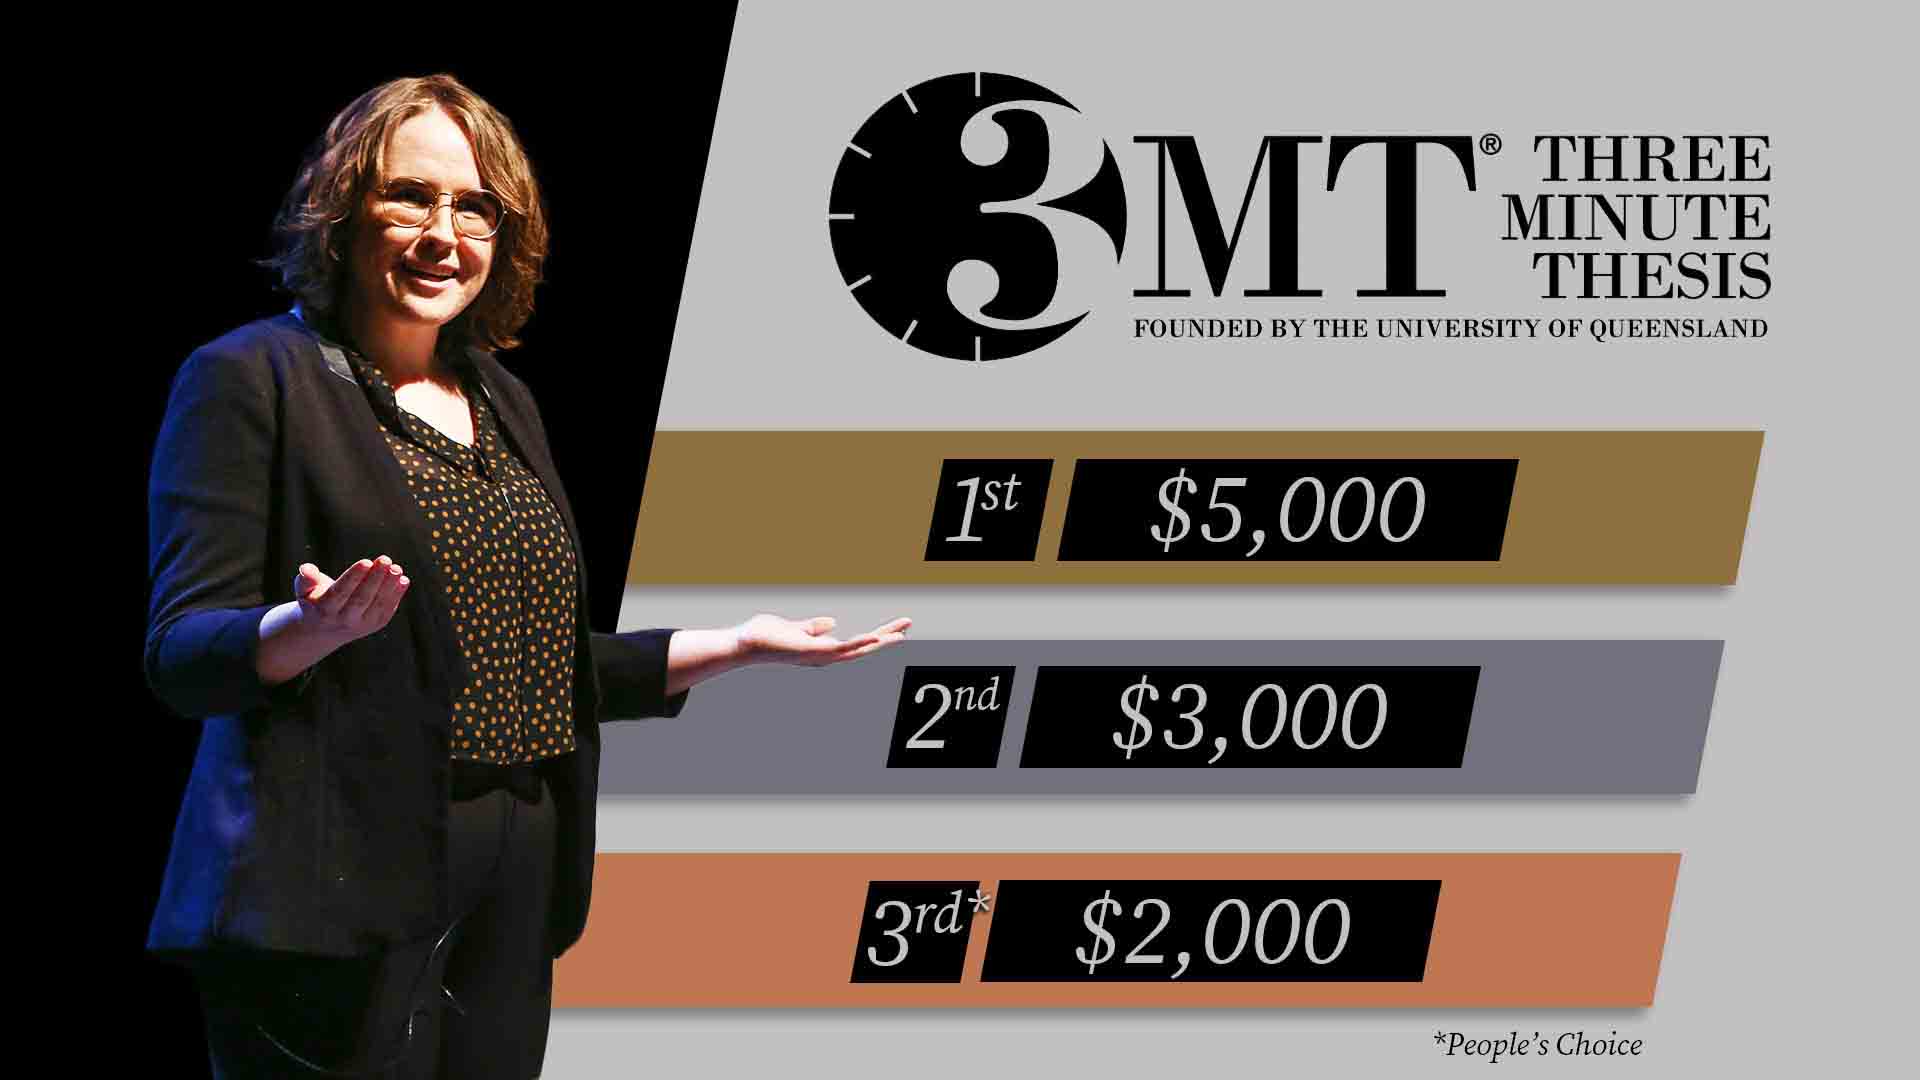 3MT® THREE
MINUTE
THESIS
FOUNDED BY THE UNIVERSITY OF QUEENSLAND
1st $5,000
2nd $3,000
3rd* $2,000
*People's Choice